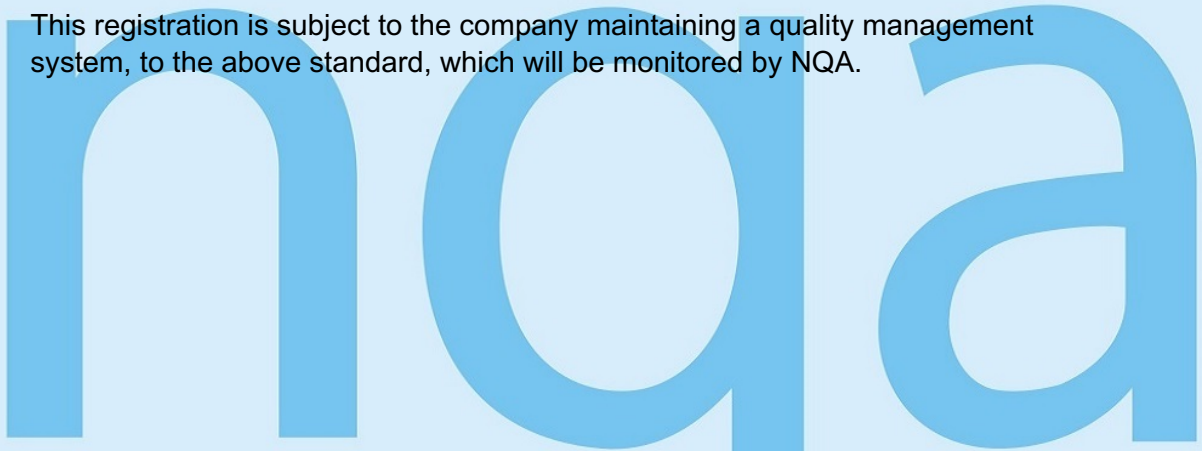 This registration is subject to the company maintaining a quality management
system, to the above standard, which will be monitored by NQA.
nqa